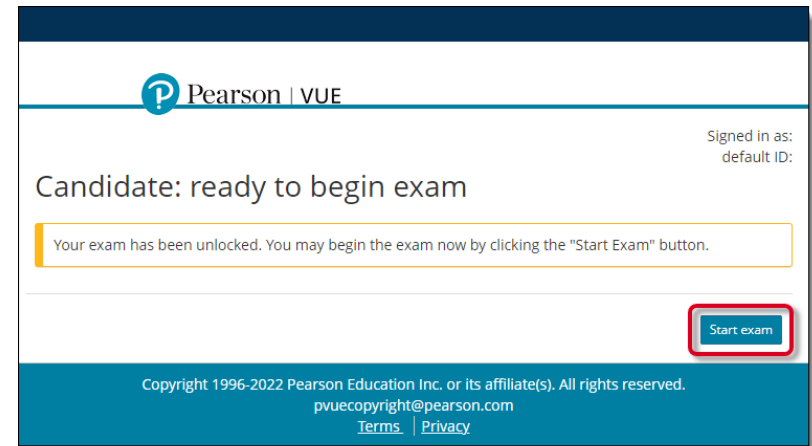 Pearson | VUE
Signed in as:
default ID:
Candidate: ready to begin exam
Your exam has been unlocked. You may begin the exam now by clicking the "Start Exam" button.
Start exam
Copyright 1996-2022 Pearson Education Inc. or its affiliate(s). All rights reserved.
pvuecopyright@pearson.com
Terms | Privacy